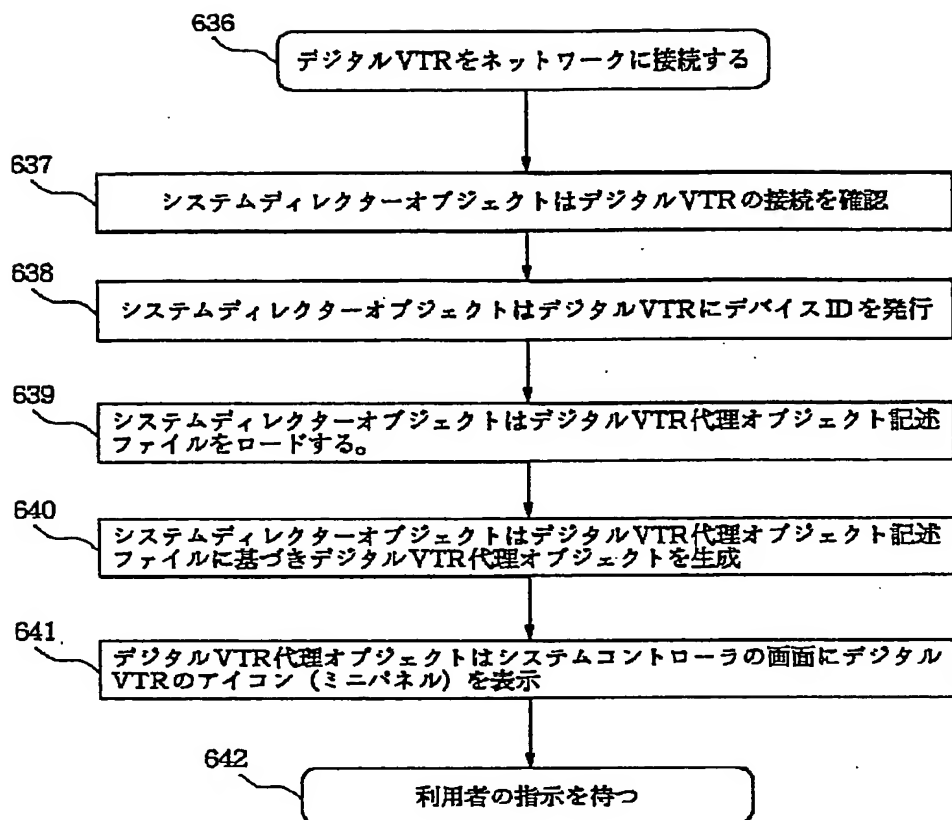 636
デジタルVTRをネットワークに接続する
637
システムディレクターオブジェクトはデジタルVTRの接続を確認
638
システムディレクターオブジェクトはデジタルVTRにデバイスIDを発行
639
システムディレクターオブジェクトはデジタルVTR代理オブジェクト記述
ファイルをロードする。
640
システムディレクターオブジェクトはデジタルVTR代理オブジェクト記述
ファイルに基づきデジタルVTR代理オブジェクトを生成
641
デジタルVTR代理オブジェクトはシステムコントローラの画面にデジタル
VTRのアイコン（ミニパネル）を表示
642
利用者の指示を待つ